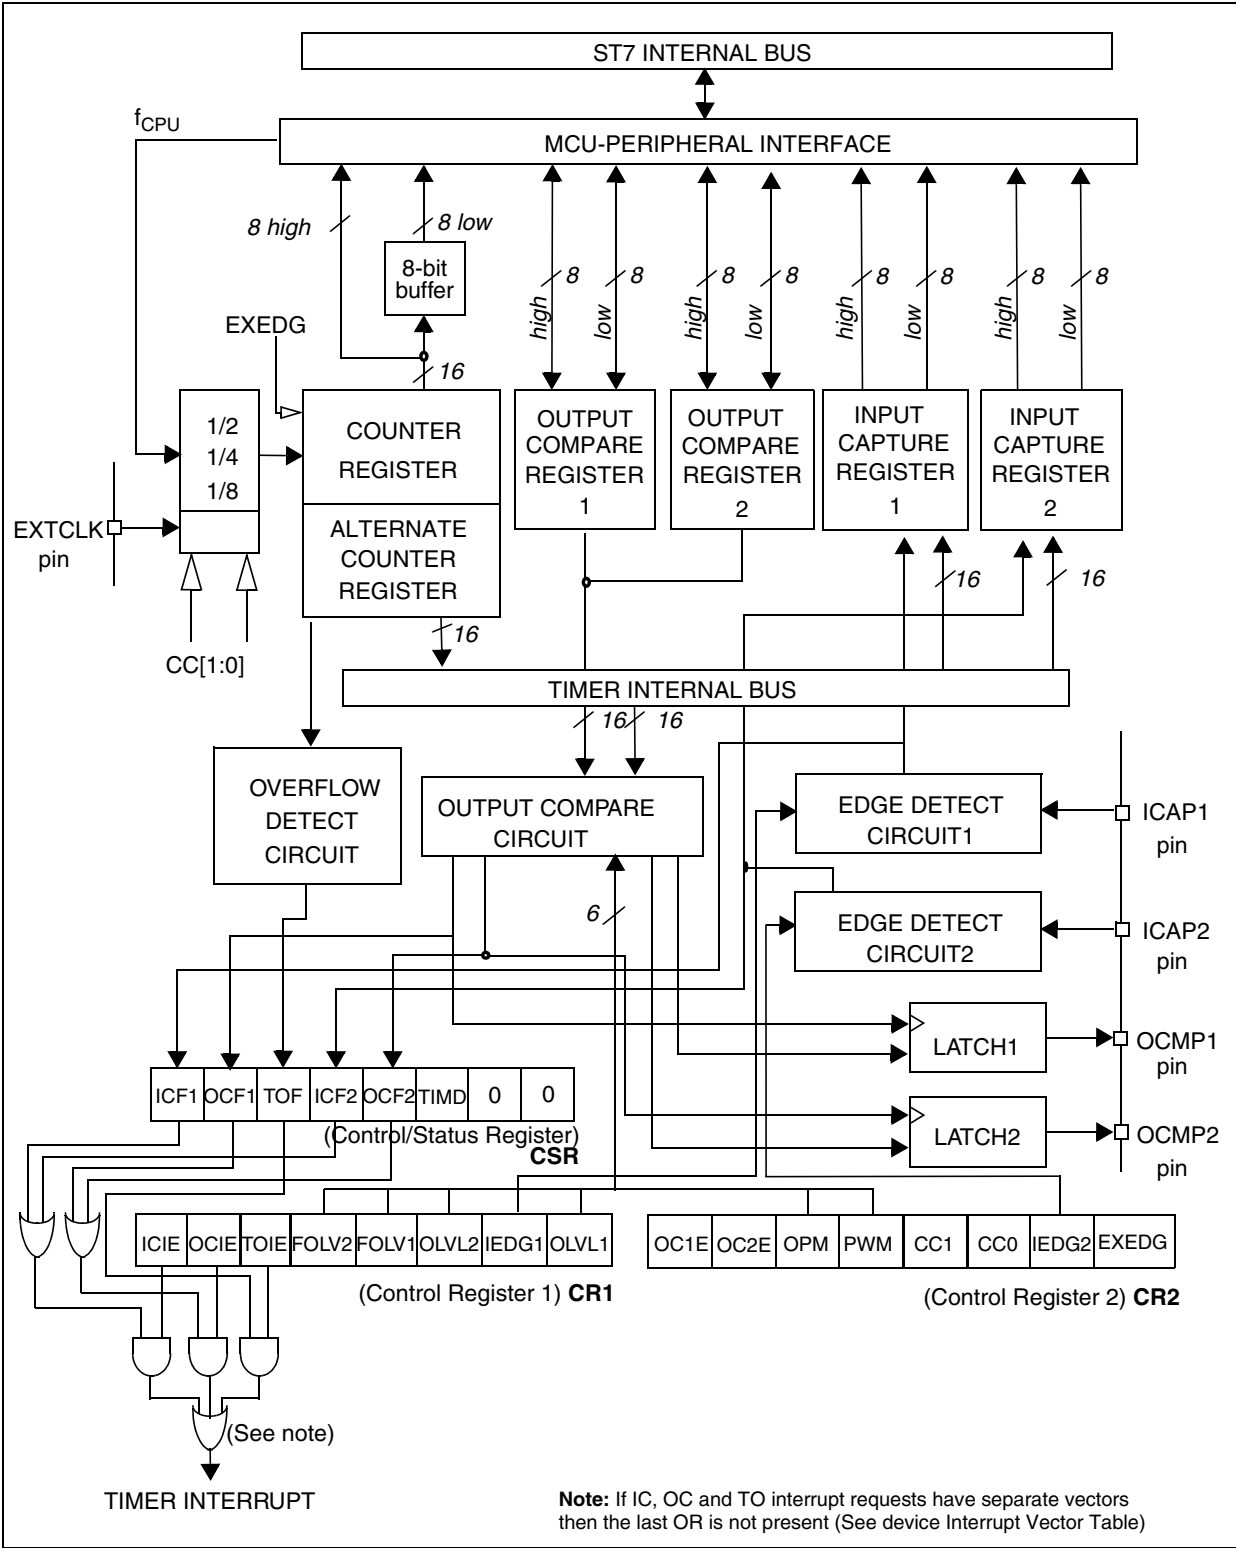 ST7 INTERNAL BUS
fCPU
MCU-PERIPHERAL INTERFACE
8 high
8 low
8-bit
buffer
high
8
low
8
high
8
low
8
high
8
low
8
high
8
low
8
EXEDG
16
1/2
1/4
1/8
COUNTER
REGISTER
ALTERNATE
COUNTER
REGISTER
OUTPUT
COMPARE
REGISTER
1
OUTPUT
COMPARE
REGISTER
2
INPUT
CAPTURE
REGISTER
1
INPUT
CAPTURE
REGISTER
2
EXTCLK
pin
CC[1:0]
16
16
16
TIMER INTERNAL BUS
16
16
OVERFLOW
DETECT
CIRCUIT
OUTPUT COMPARE
CIRCUIT
EDGE DETECT
CIRCUIT1
ICAP1
pin
6
EDGE DETECT
CIRCUIT2
ICAP2
pin
LATCH1
OCMP1
pin
LATCH2
OCMP2
pin
ICF1 OCF1 TOF ICF2 OCF2 TIMD 0 0
(Control/Status Register)
CSR
ICIE OCIE TOIE FOLV2 FOLV1 OLVL2 IEDG1 OLVL1
(Control Register 1) CR1
OC1E OC2E OPM PWM CC1 CC0 IEDG2 EXEDG
(Control Register 2) CR2
(See note)
TIMER INTERRUPT
Note: If IC, OC and TO interrupt requests have separate vectors
then the last OR is not present (See device Interrupt Vector Table)